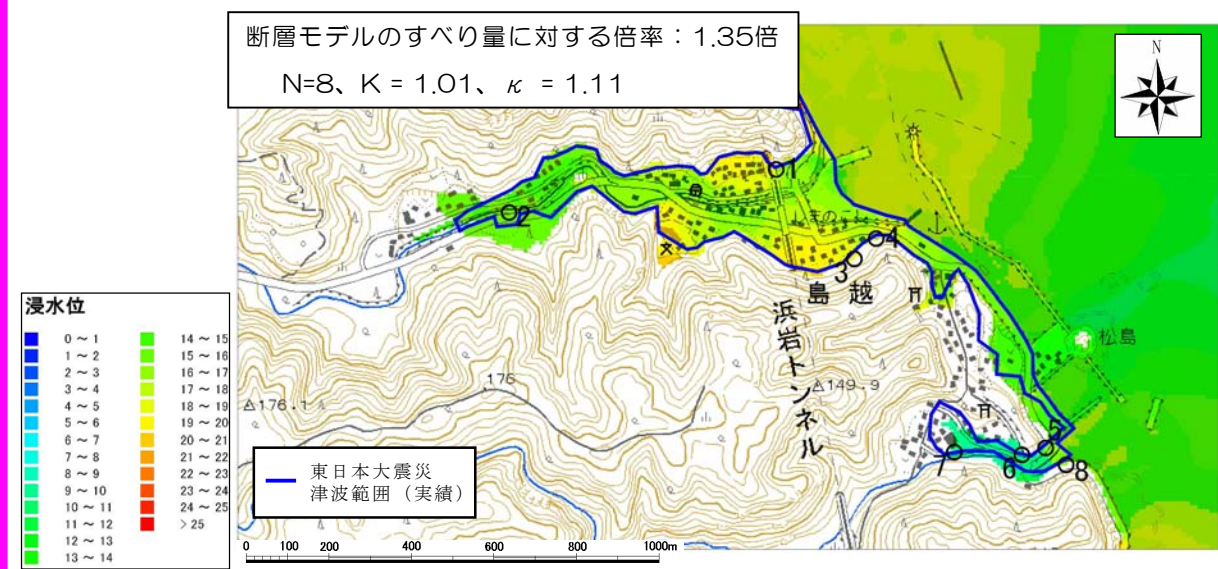 断層モデルのすべり量に対する倍率：1.35倍
N=8、K = 1.01、κ = 1.11
N
1
2
しまのこし
4
3
島越
浜岩トンネル
松島
176
△149.9
△176.1
5
6
7
8
浸水位
0 ～ 1
1 ～ 2
2 ～ 3
3 ～ 4
4 ～ 5
5 ～ 6
6 ～ 7
7 ～ 8
8 ～ 9
9 ～ 10
10 ～ 11
11 ～ 12
12 ～ 13
13 ～ 14
14 ～ 15
15 ～ 16
16 ～ 17
17 ～ 18
18 ～ 19
19 ～ 20
20 ～ 21
21 ～ 22
22 ～ 23
23 ～ 24
24 ～ 25
＞25
東日本大震災
津波範囲（実績）
0 100 200 400 600 800 1000m